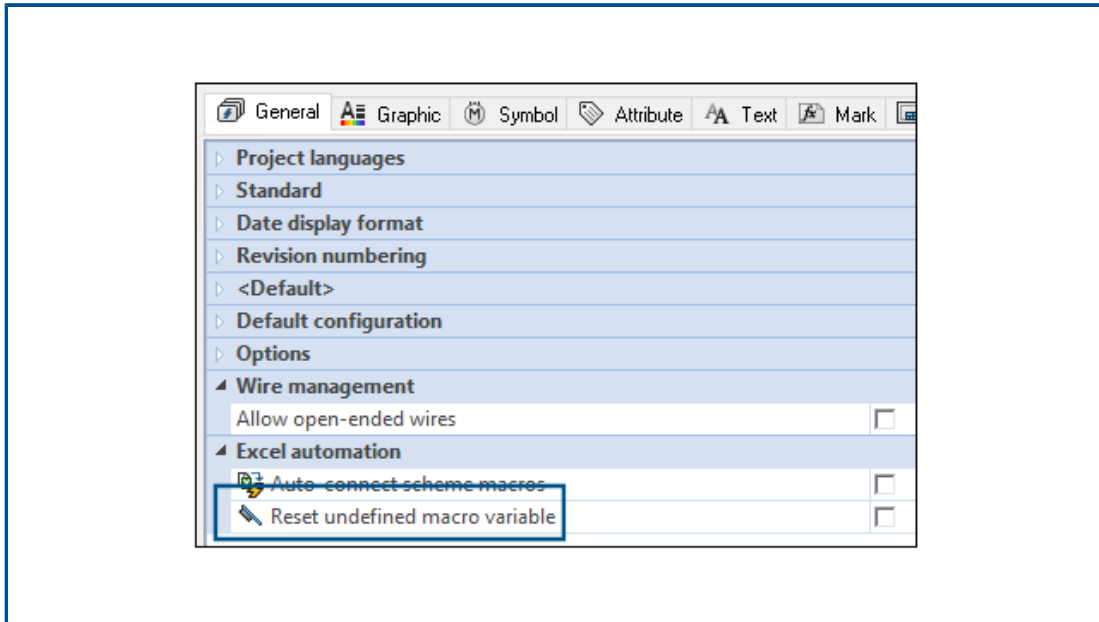 General Graphic Symbol Attribute Text Mark
Project languages
Standard
Date display format
Revision numbering
<Default>
Default configuration
Options
Wire management
Allow open-ended wires
Excel automation
Auto-connect scheme macros
Reset undefined macro variable